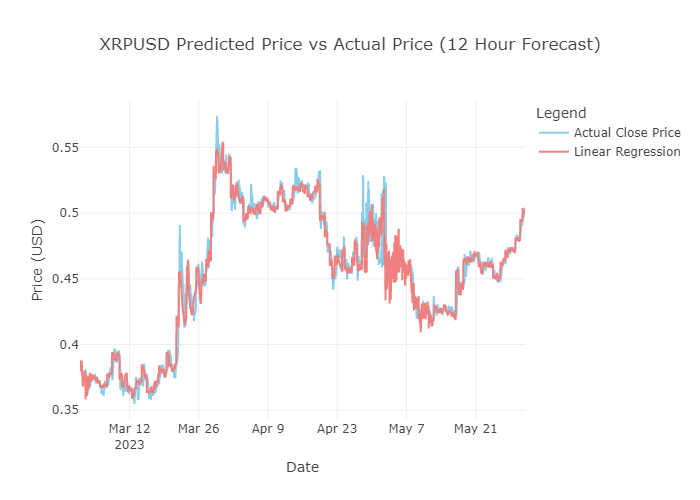 XRPUSD Predicted Price vs Actual Price (12 Hour Forecast)
Legend
Actual Close Price
Linear Regression
Price (USD)
0.55
0.5
0.45
0.4
0.35
Mar 12
2023
Mar 26
Apr 9
Apr 23
May 7
May 21
Date